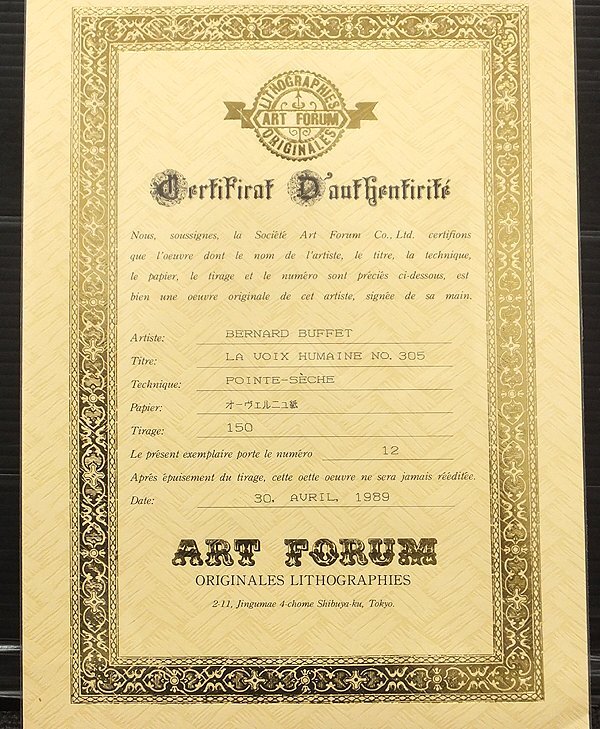 LITHOGRAPHIES
ART FORUM
ORIGINALES
Certificat D'authenticité
Nous, soussignes, la Société Art Forum Co., Ltd. certifions
que l'oeuvre dont le nom de l'artiste, le titre, la technique,
le papier, le tirage et le numéro sont préciés ci-dessous, est
bien une oeuvre originale de cet artiste, signée de sa main.
Artiste: BERNARD BUFFET
Titre: LA VOIX HUMAINE NO. 305
Technique: POINTE-SÈCHE
Papier: オーヴェルニュ紙
Tirage: 150
Le présent exemplaire porte le numéro 12
Après épuisement du tirage, cette oette oeuvre ne sera jamais rééditée.
Date: 30. AVRIL, 1989
ART FORUM
ORIGINALES LITHOGRAPHIES
2-11, Jingumae 4-chome Shibuya-ku, Tokyo.